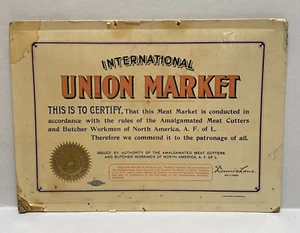 INTERNATIONAL
UNION MARKET
THIS IS TO CERTIFY, That this Meat Market is conducted in
accordance with the rules of the Amalgamated Meat Cutters
and Butcher Workmen of North America, A. F. of L.
Therefore we commend it to the patronage of all.
ISSUED BY AUTHORITY OF THE AMALGAMATED MEAT CUTTERS
AND BUTCHER WORKMEN OF NORTH AMERICA, A. F. OF L.
Dennis Lane